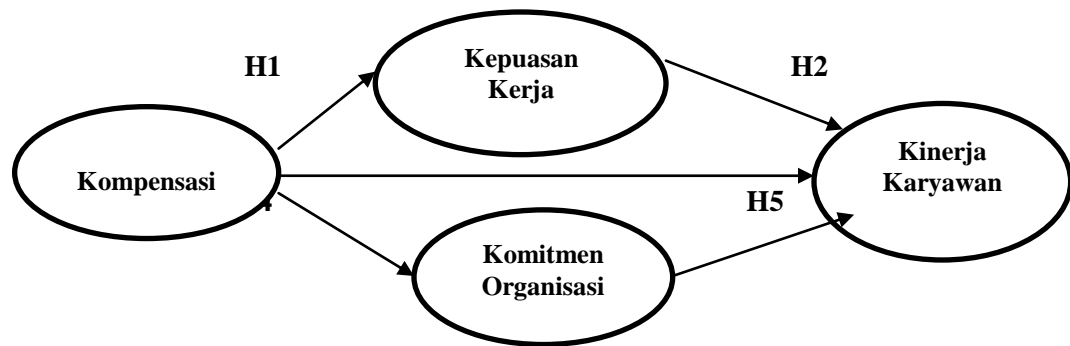 H1
Kepuasan
Kerja
H2
Kompensasi
Kinerja
Karyawan
H5
Komitmen
Organisasi